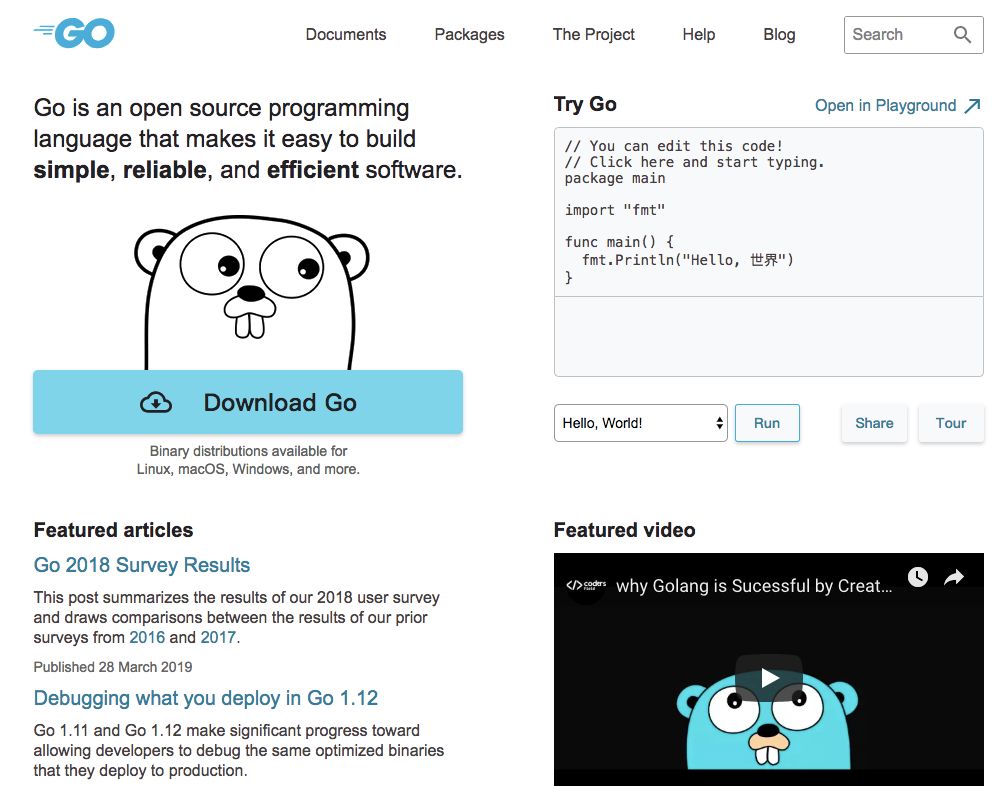 GO
Documents
Packages
The Project
Help
Blog
Search
Go is an open source programming
language that makes it easy to build
simple, reliable, and efficient software.
Download Go
Binary distributions available for
Linux, macOS, Windows, and more.
Try Go
Open in Playground
// You can edit this code!
// Click here and start typing.
package main
import "fmt"
func main() {
  fmt.Println("Hello, 世界")
}
Hello, World!
Run
Share
Tour
Featured articles
Go 2018 Survey Results
This post summarizes the results of our 2018 user survey
and draws comparisons between the results of our prior
surveys from 2016 and 2017.
Published 28 March 2019
Debugging what you deploy in Go 1.12
Go 1.11 and Go 1.12 make significant progress toward
allowing developers to debug the same optimized binaries
that they deploy to production.
Featured video
why Golang is Sucessful by Creat...